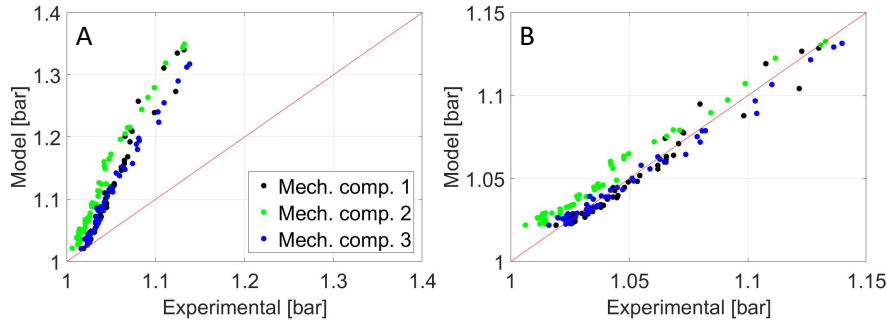 A
1.4
1.3
1.2
1.1
1
Model [bar]
Mech. comp. 1
Mech. comp. 2
Mech. comp. 3
1 1.1 1.2 1.3 1.4
Experimental [bar]
B
1.15
1.1
1.05
1
Model [bar]
1 1.05 1.1 1.15
Experimental [bar]